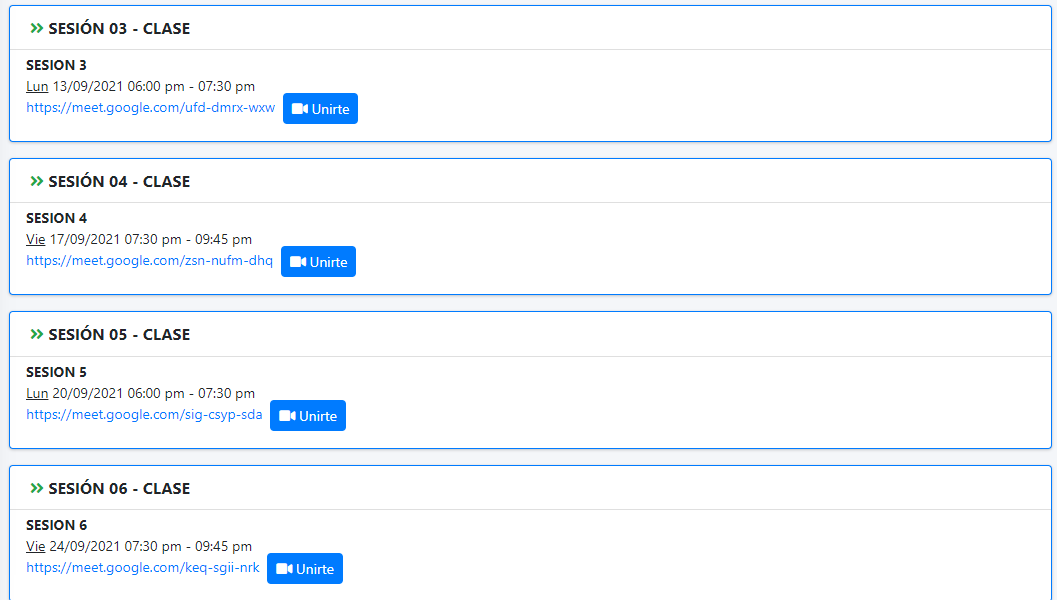 SESIÓN 03 - CLASE
SESION 3
Lun 13/09/2021 06:00 pm - 07:30 pm
https://meet.google.com/ufd-dmrx-wxw Unirte
SESIÓN 04 - CLASE
SESION 4
Vie 17/09/2021 07:30 pm - 09:45 pm
https://meet.google.com/zsn-nufm-dhq Unirte
SESIÓN 05 - CLASE
SESION 5
Lun 20/09/2021 06:00 pm - 07:30 pm
https://meet.google.com/sig-csyp-sda Unirte
SESIÓN 06 - CLASE
SESION 6
Vie 24/09/2021 07:30 pm - 09:45 pm
https://meet.google.com/keq-sgii-nrk Unirte